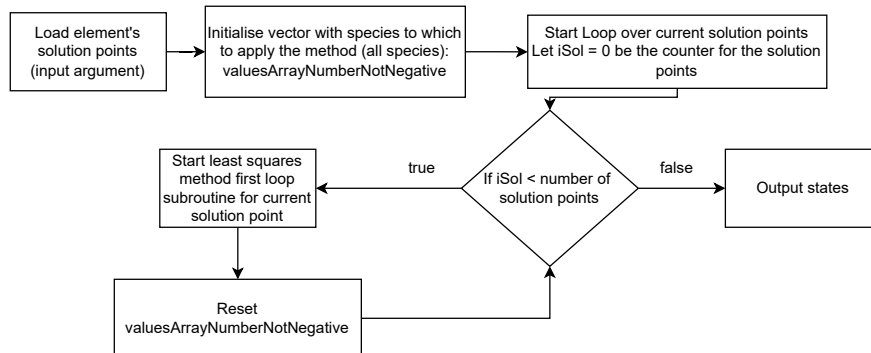 Load element's
solution points
(input argument)
Initialise vector with species to which
to apply the method (all species):
valuesArrayNumberNotNegative
Start Loop over current solution points
Let iSol = 0 be the counter for the solution
points
If iSol < number of
solution points
true
false
Start least squares
method first loop
subroutine for current
solution point
Output states
Reset
valuesArrayNumberNotNegative